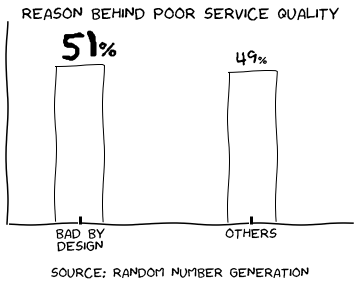 REASON BEHIND POOR SERVICE QUALITY
51%
49%
BAD BY
DESIGN
OTHERS
SOURCE: RANDOM NUMBER GENERATION